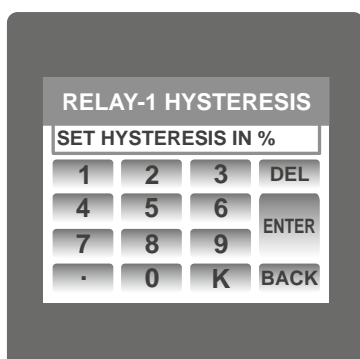 RELAY-1 HYSTERESIS
SET HYSTERESIS IN %
1 2 3 DEL
4 5 6 ENTER
7 8 9
. 0 K BACK